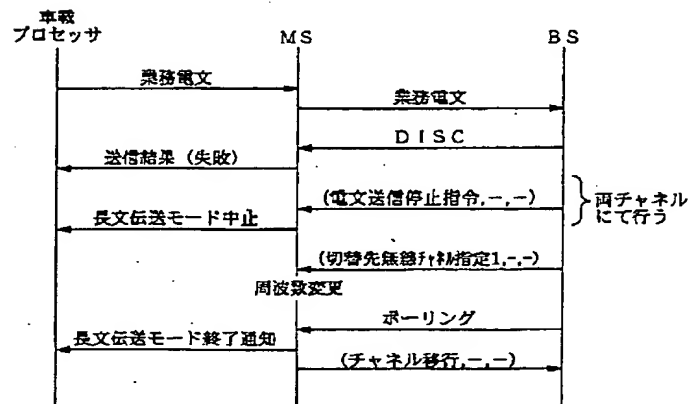 車載
プロセッサ
MS
BS
業務電文
業務電文
DISC
送信結果（失敗）
(電文送信停止指令,−,−)
両チャネル
にて行う
長文伝送モード中止
(切替先無線ﾁｬﾈﾙ指定1,-,-)
周波数変更
ポーリング
長文伝送モード終了通知
(チャネル移行,−,−)